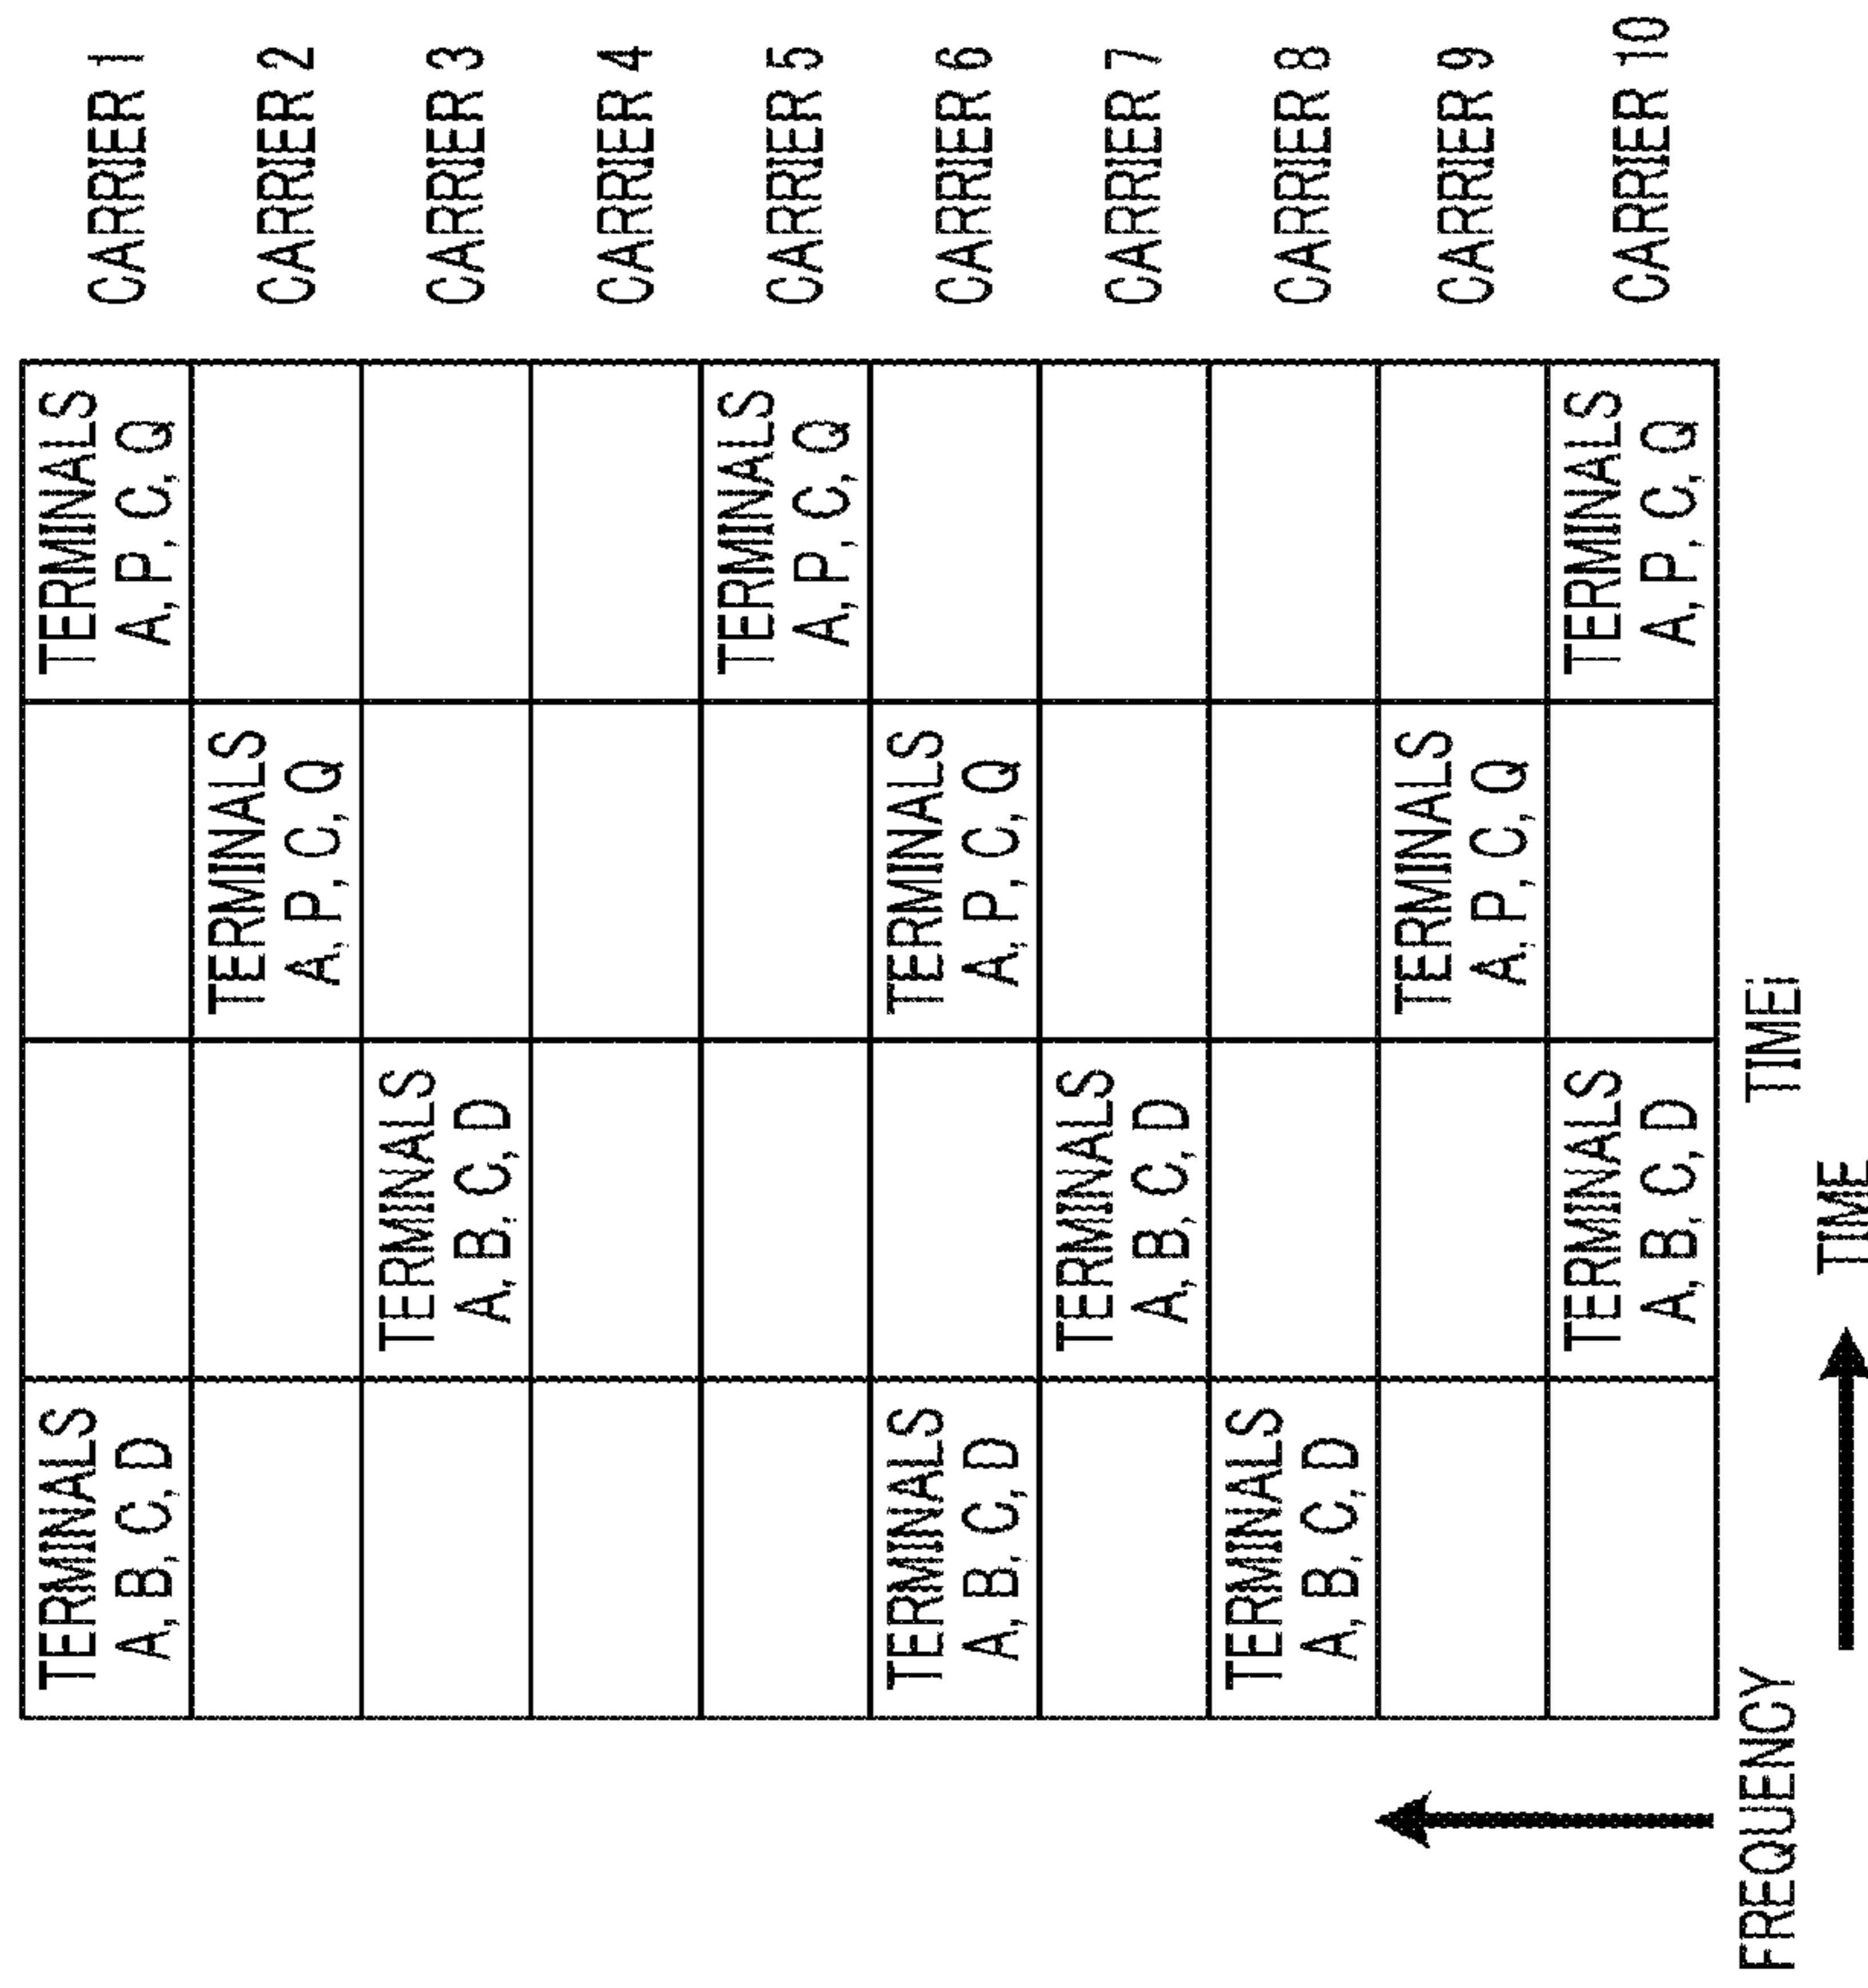 TERMINALS
A, B, C, D
TERMINALS
A, P, C, Q
CARRIER 1
TERMINALS
A, P, C, Q
CARRIER 2
TERMINALS
A, B, C, D
CARRIER 3
CARRIER 4
TERMINALS
A, P, C, Q
CARRIER 5
TERMINALS
A, B, C, D
TERMINALS
A, P, C, Q
CARRIER 6
TERMINALS
A, B, C, D
CARRIER 7
TERMINALS
A, B, C, D
CARRIER 8
TERMINALS
A, P, C, Q
CARRIER 9
TERMINALS
A, B, C, D
TERMINALS
A, P, C, Q
CARRIER 10
FREQUENCY
TIMEi
TIME